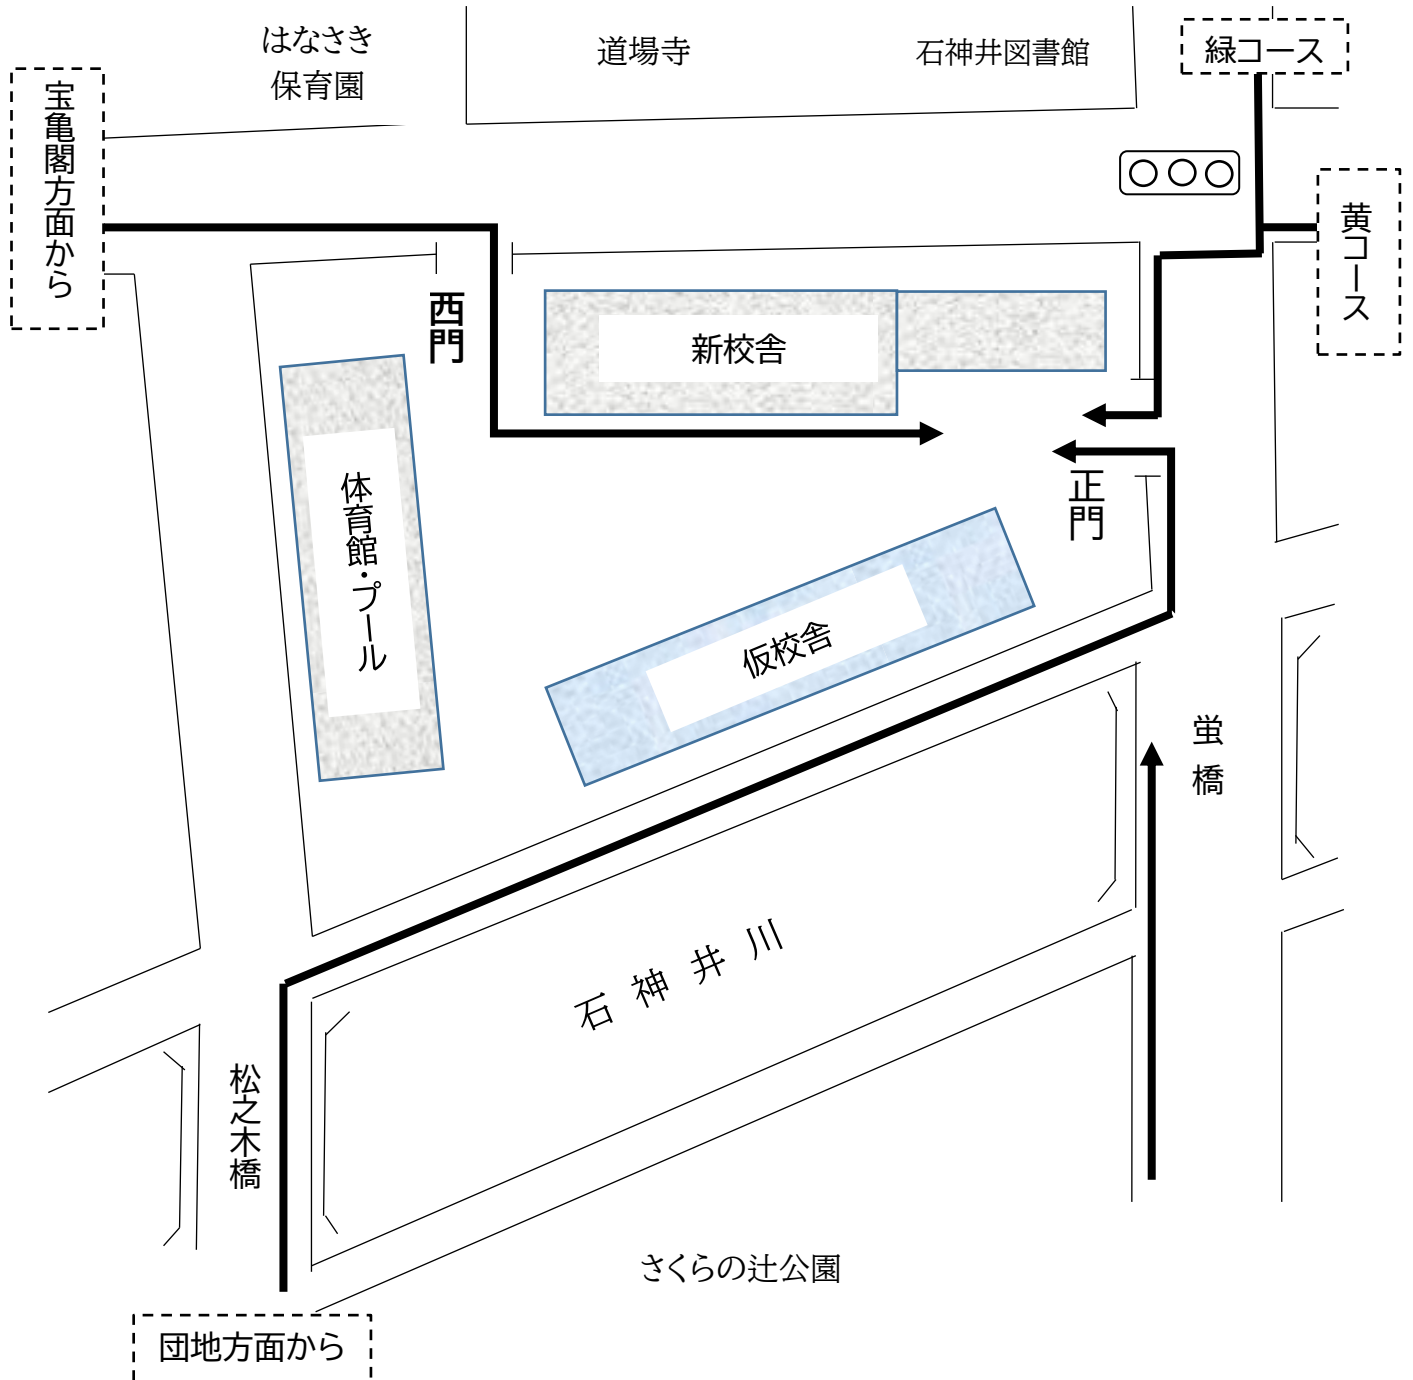 はなさき
保育園
道場寺
石神井図書館
緑コース
宝亀閣方面から
黄コース
西門
新校舎
体育館・プール
正門
仮校舎
蛍橋
石神井川
松之木橋
さくらの辻公園
団地方面から